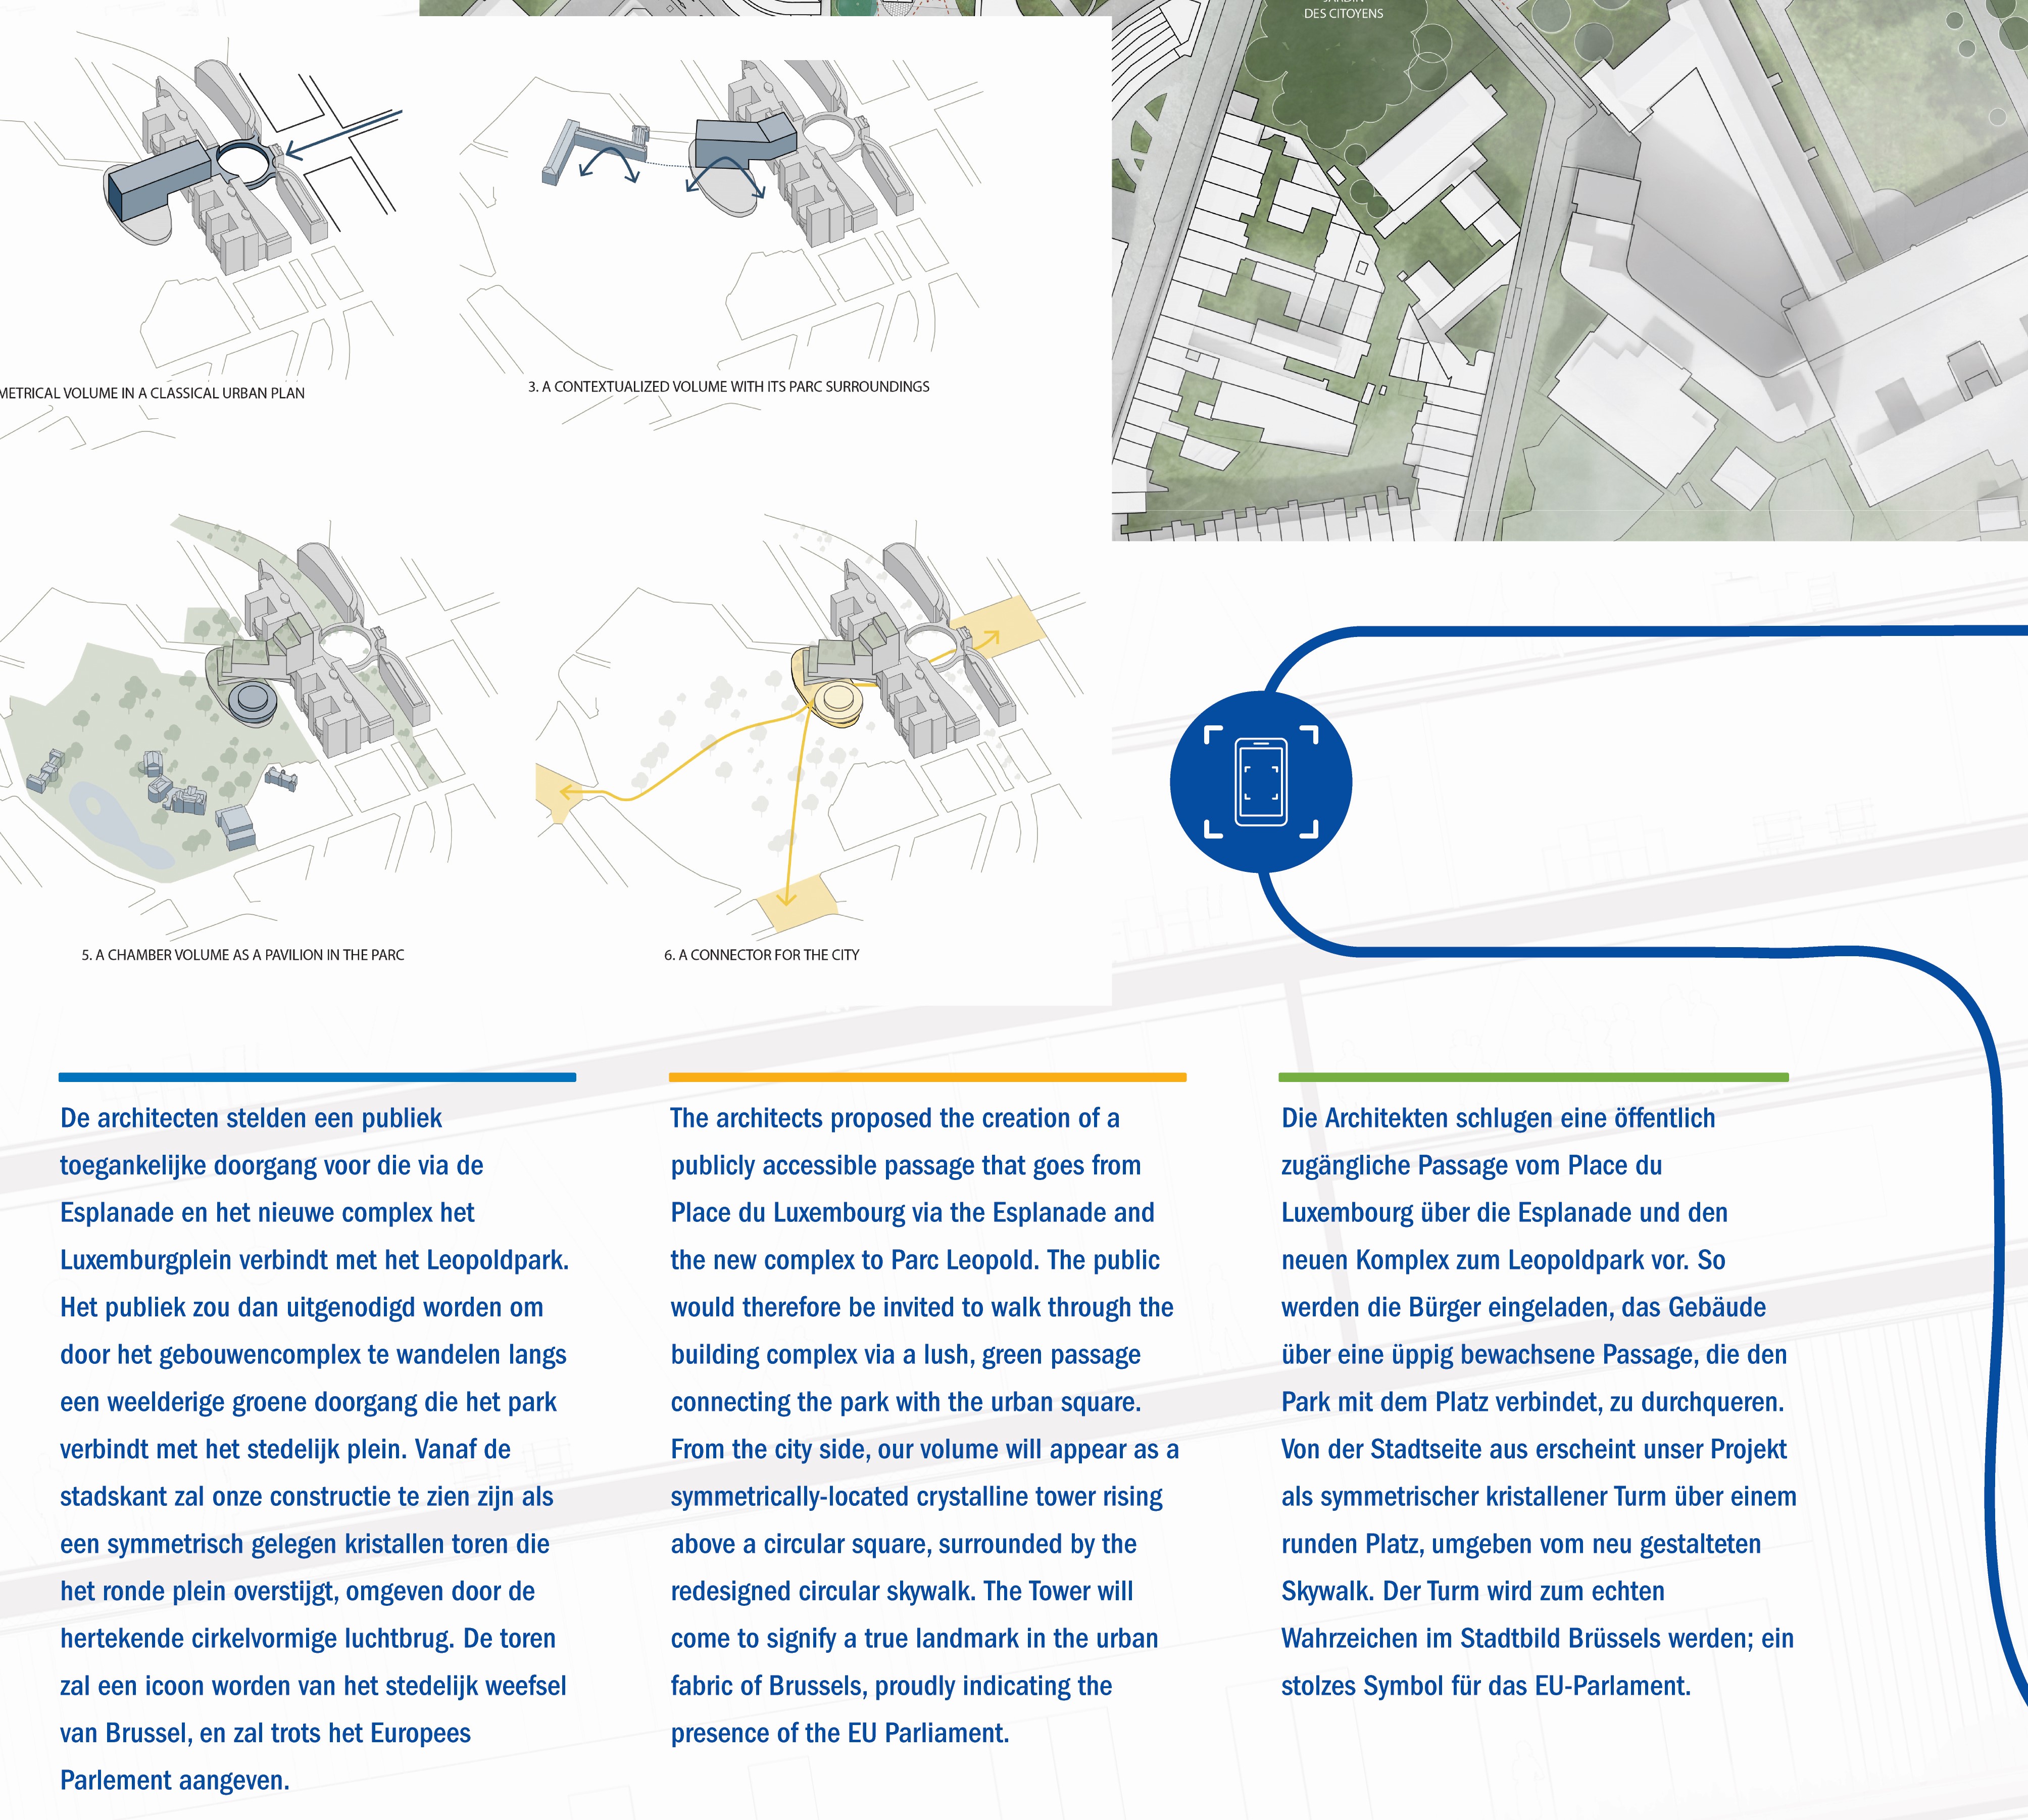 DES CITOYENS
METRICAL VOLUME IN A CLASSICAL URBAN PLAN
3. A CONTEXTUALIZED VOLUME WITH ITS PARC SURROUNDINGS
5. A CHAMBER VOLUME AS A PAVILION IN THE PARC
6. A CONNECTOR FOR THE CITY
De architecten stelden een publiek
toegankelijke doorgang voor die via de
Esplanade en het nieuwe complex het
Luxemburgplein verbindt met het Leopoldpark.
Het publiek zou dan uitgenodigd worden om
door het gebouwencomplex te wandelen langs
een weelderige groene doorgang die het park
verbindt met het stedelijk plein. Vanaf de
stadskant zal onze constructie te zien zijn als
een symmetrisch gelegen kristallen toren die
het ronde plein overstijgt, omgeven door de
hertekende cirkelvormige luchtbrug. De toren
zal een icoon worden van het stedelijk weefsel
van Brussel, en zal trots het Europees
Parlement aangeven.
The architects proposed the creation of a
publicly accessible passage that goes from
Place du Luxembourg via the Esplanade and
the new complex to Parc Leopold. The public
would therefore be invited to walk through the
building complex via a lush, green passage
connecting the park with the urban square.
From the city side, our volume will appear as a
symmetrically-located crystalline tower rising
above a circular square, surrounded by the
redesigned circular skywalk. The Tower will
come to signify a true landmark in the urban
fabric of Brussels, proudly indicating the
presence of the EU Parliament.
Die Architekten schlugen eine öffentlich
zugängliche Passage vom Place du
Luxembourg über die Esplanade und den
neuen Komplex zum Leopoldpark vor. So
werden die Bürger eingeladen, das Gebäude
über eine üppig bewachsene Passage, die den
Park mit dem Platz verbindet, zu durchqueren.
Von der Stadtseite aus erscheint unser Projekt
als symmetrischer kristallener Turm über einem
runden Platz, umgeben vom neu gestalteten
Skywalk. Der Turm wird zum echten
Wahrzeichen im Stadtbild Brüssels werden; ein
stolzes Symbol für das EU-Parlament.